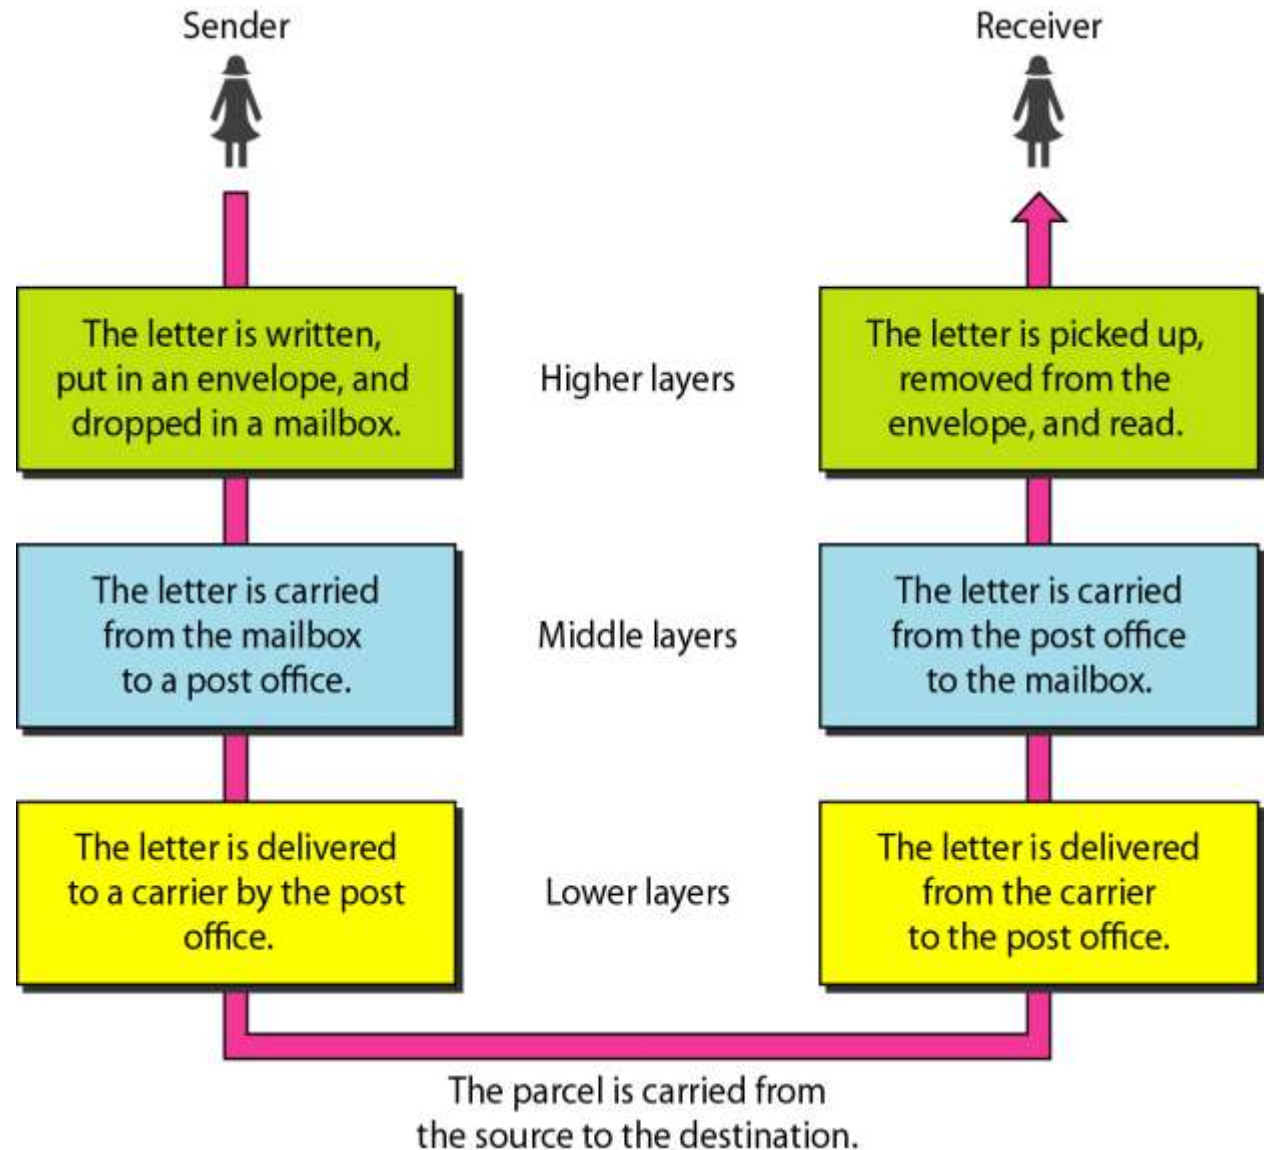 Sender
Receiver
The letter is written,
put in an envelope, and
dropped in a mailbox.
Higher layers
The letter is picked up,
removed from the
envelope, and read.
The letter is carried
from the mailbox
to a post office.
Middle layers
The letter is carried
from the post office
to the mailbox.
The letter is delivered
to a carrier by the post
office.
Lower layers
The letter is delivered
from the carrier
to the post office.
The parcel is carried from
the source to the destination.